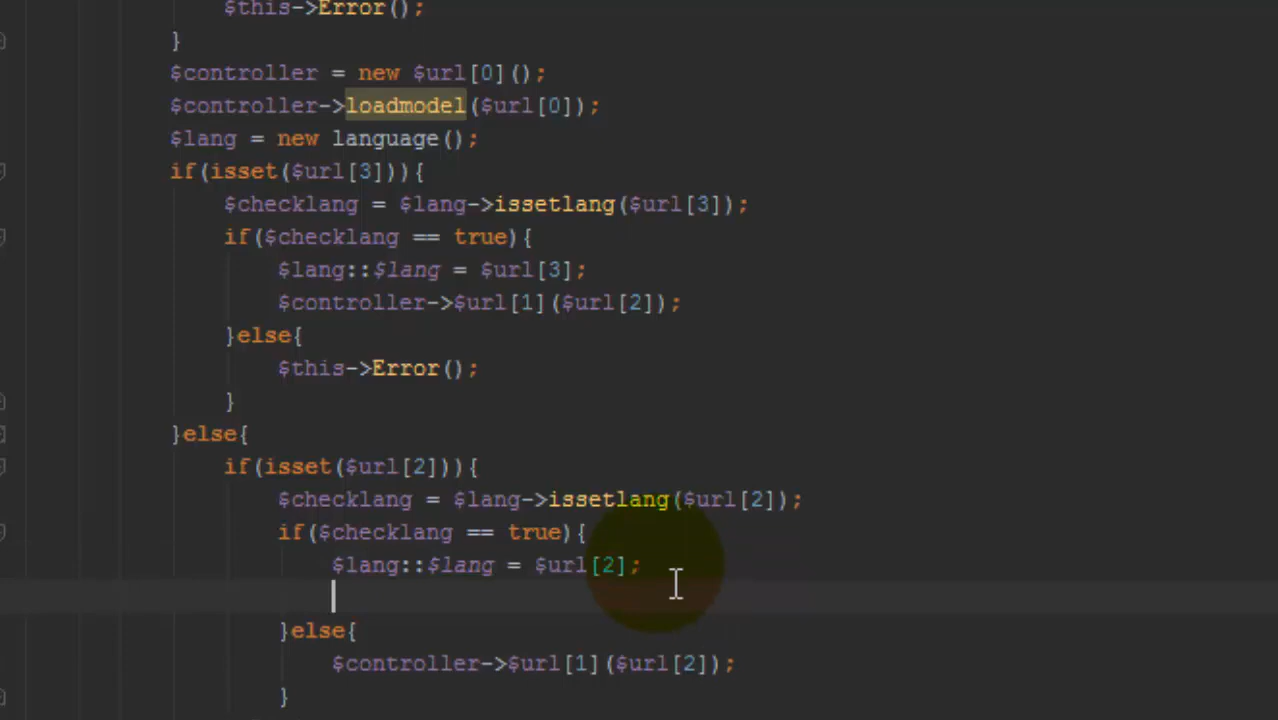 $this->Error();
}
$controller = new $url[0]();
$controller->loadmodel($url[0]);
$lang = new language();
if(isset($url[3])){
$checklang = $lang->issetlang($url[3]);
if($checklang == true){
$lang::$lang = $url[3];
$controller->$url[1]($url[2]);
}else{
$this->Error();
}
}else{
if(isset($url[2])){
$checklang = $lang->issetlang($url[2]);
if($checklang == true){
$lang::$lang = $url[2];
}else{
$controller->$url[1]($url[2]);
}